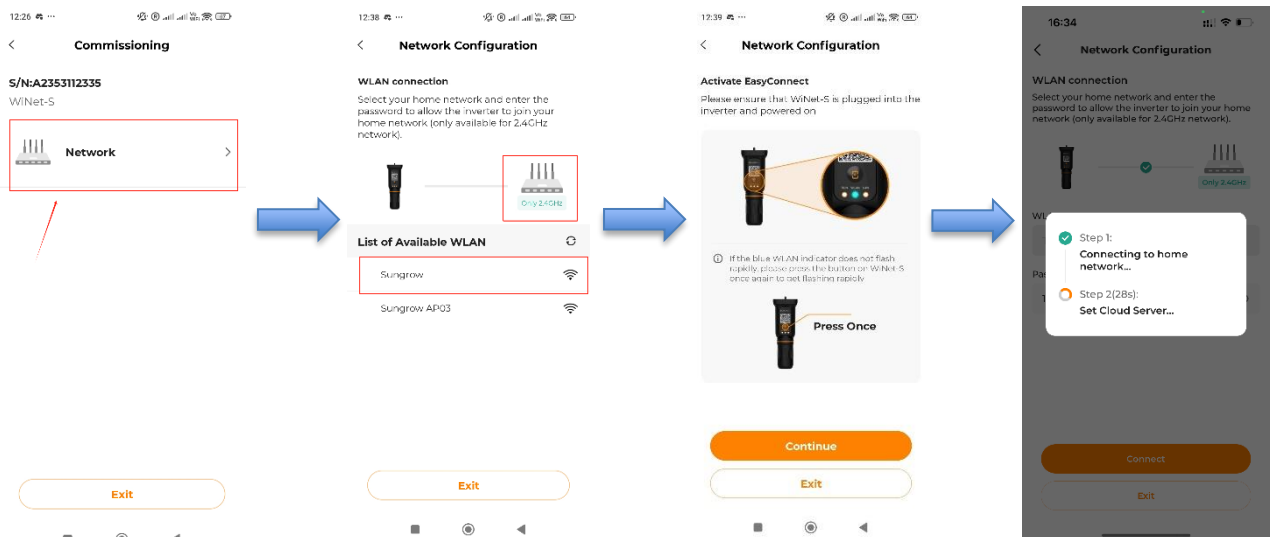 12:26
Commissioning
S/N:A2353112335
WiNet-S
Network
Exit
12:38
Network Configuration
WLAN connection
Select your home network and enter the
password to allow the inverter to join your
home network (only available for 2.4GHz
network).
Only 2.4GHz
List of Available WLAN
Sungrow
Sungrow AP03
Exit
12:39
Network Configuration
Activate EasyConnect
Please ensure that WiNet-S is plugged into the
inverter and powered on
If the blue WLAN indicator does not flash
rapidly, please press the button on WiNet-S
once again to get flashing rapidly
Press Once
Continue
Exit
16:34
Network Configuration
WLAN connection
Select your home network and enter the
password to allow the inverter to join your home
network (only available for 2.4GHz network).
Only 2.4GHz
Step 1:
Connecting to home
network...
Step 2(28s):
Set Cloud Server...
Connect
Exit